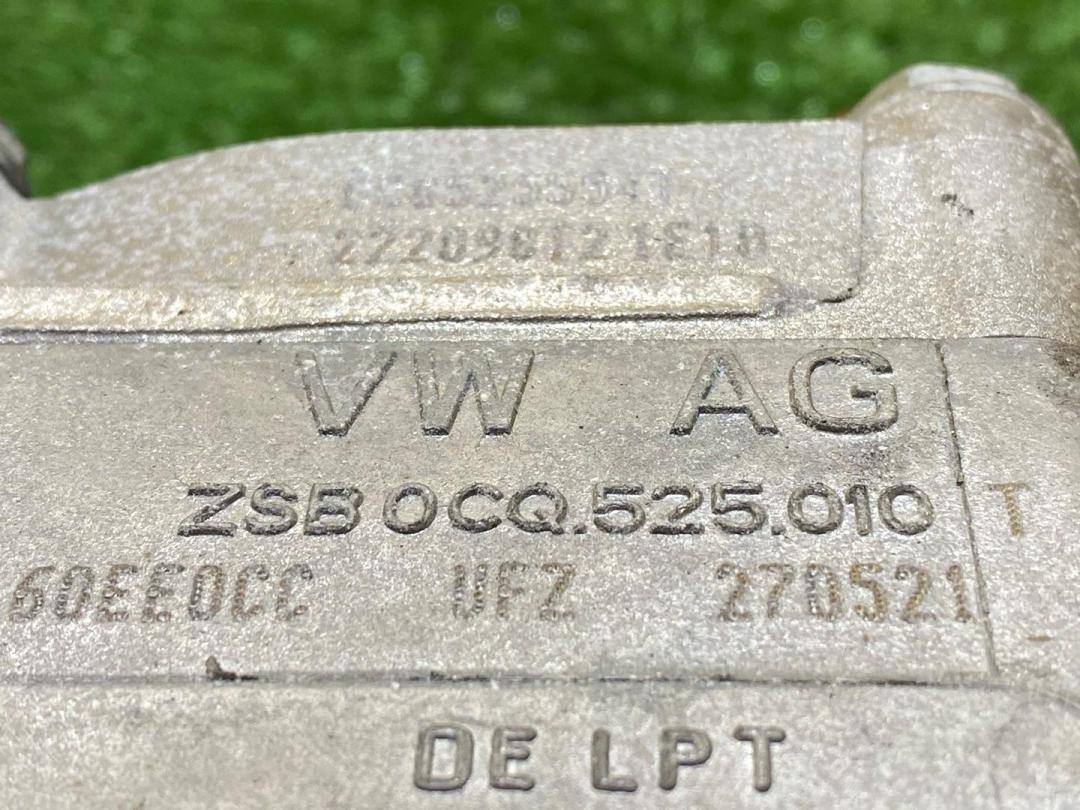 VW AG
ZSB 0CQ.525.010 T
60EE0CC UFZ 270521
DE LPT